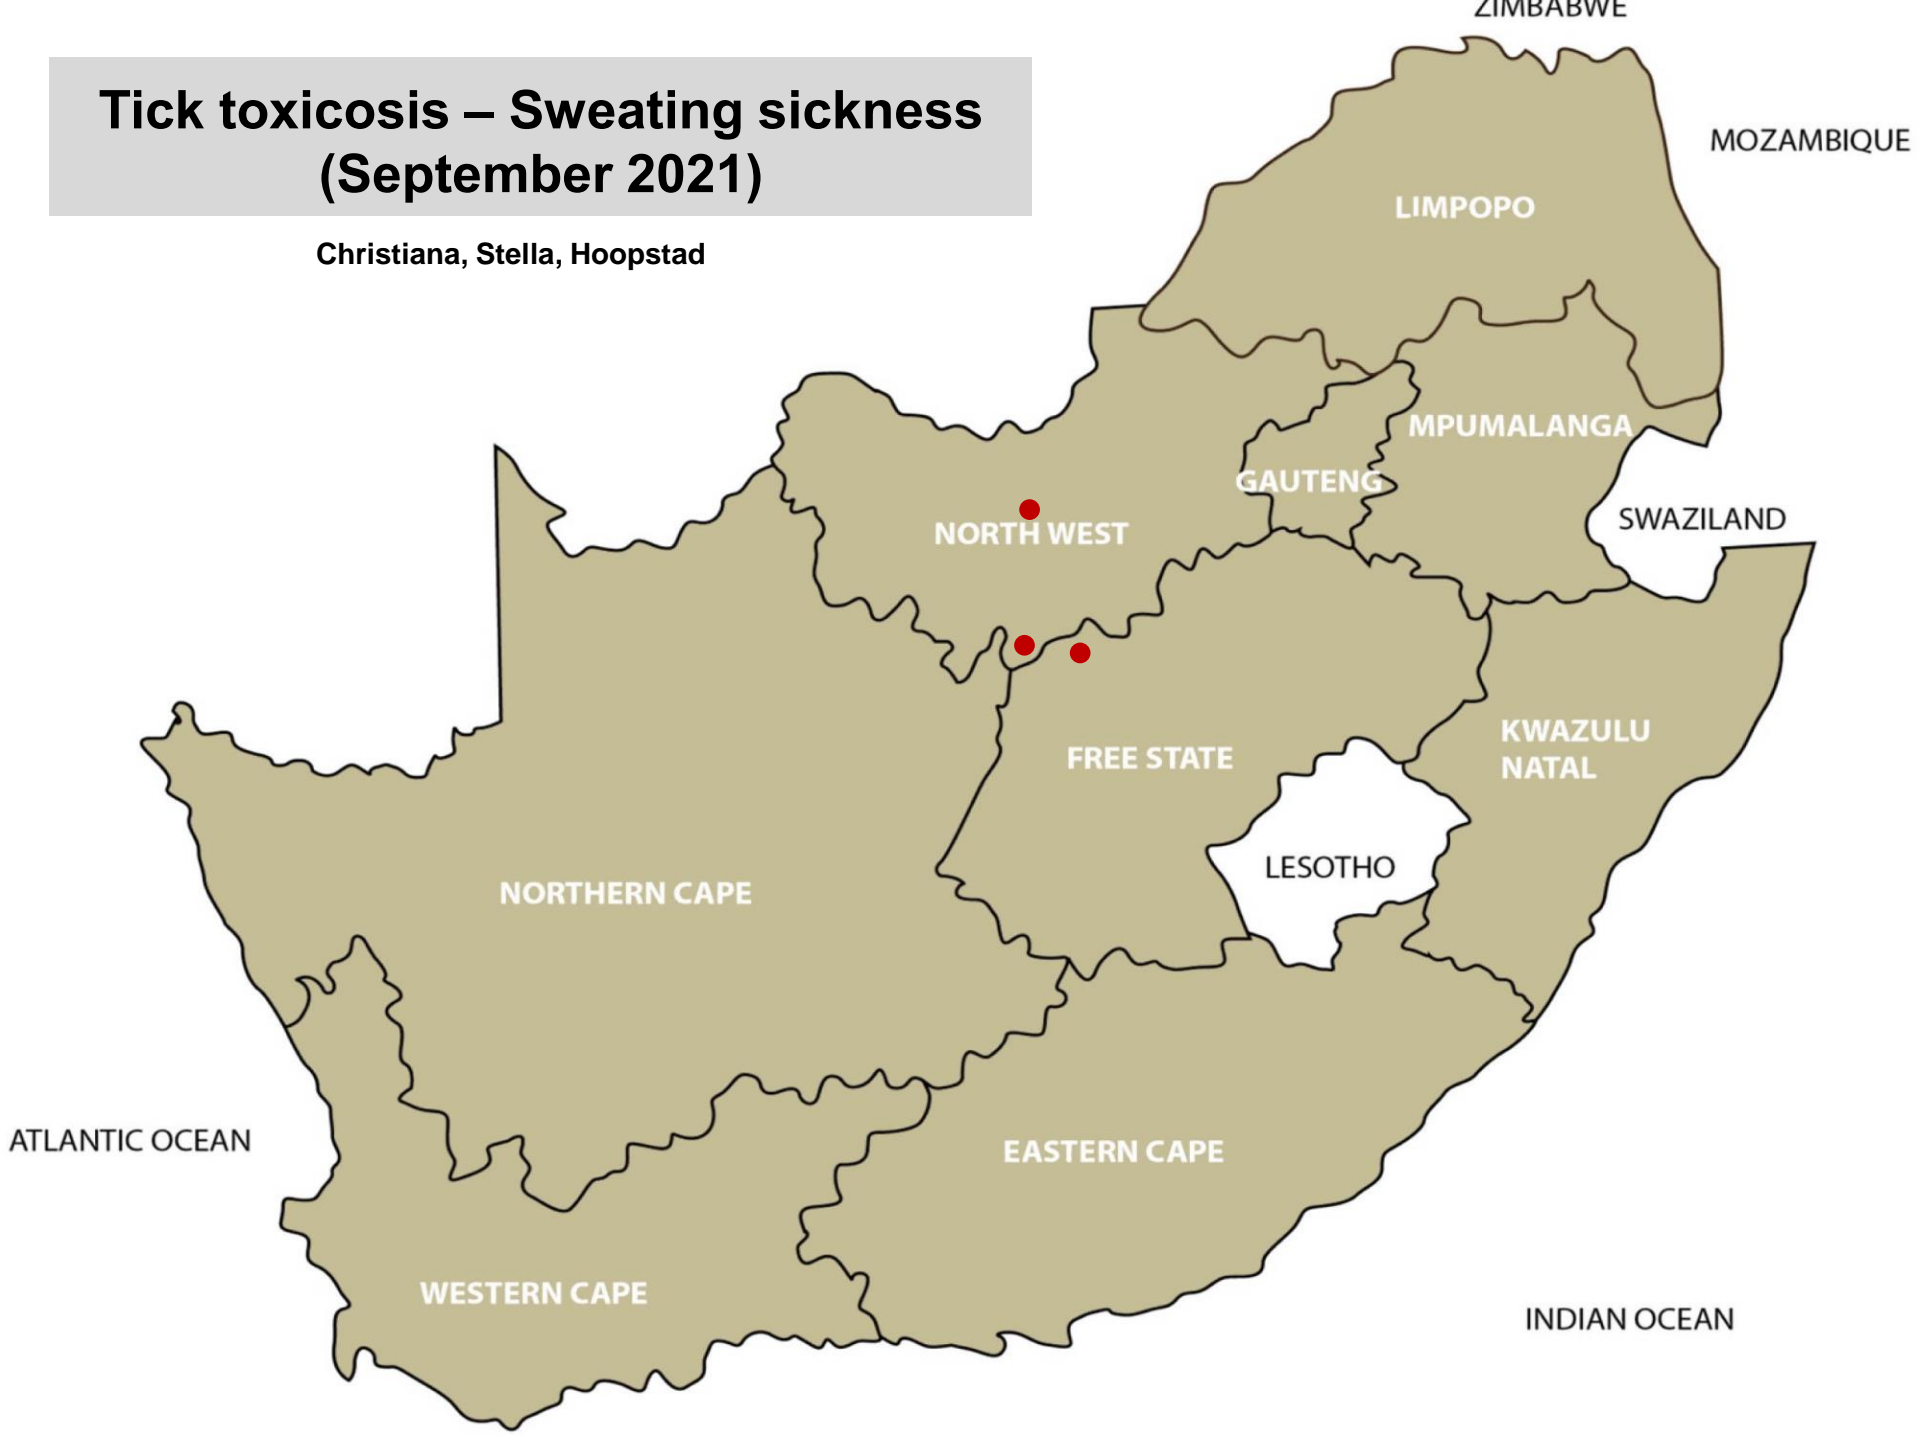 ZIMBABWE
Tick toxicosis – Sweating sickness
(September 2021)
MOZAMBIQUE
LIMPOPO
Christiana, Stella, Hoopstad
MPUMALANGA
GAUTENG
SWAZILAND
NORTH WEST
KWAZULU
NATAL
FREE STATE
LESOTHO
NORTHERN CAPE
ATLANTIC OCEAN
EASTERN CAPE
WESTERN CAPE
INDIAN OCEAN